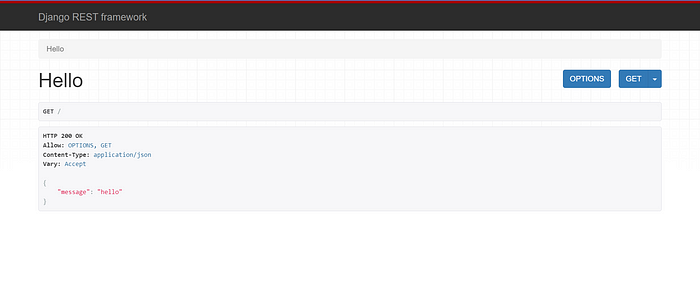 Django REST framework
Hello
Hello
OPTIONS GET
GET /
HTTP 200 OK
Allow: OPTIONS, GET
Content-Type: application/json
Vary: Accept
{
    "message": "hello"
}